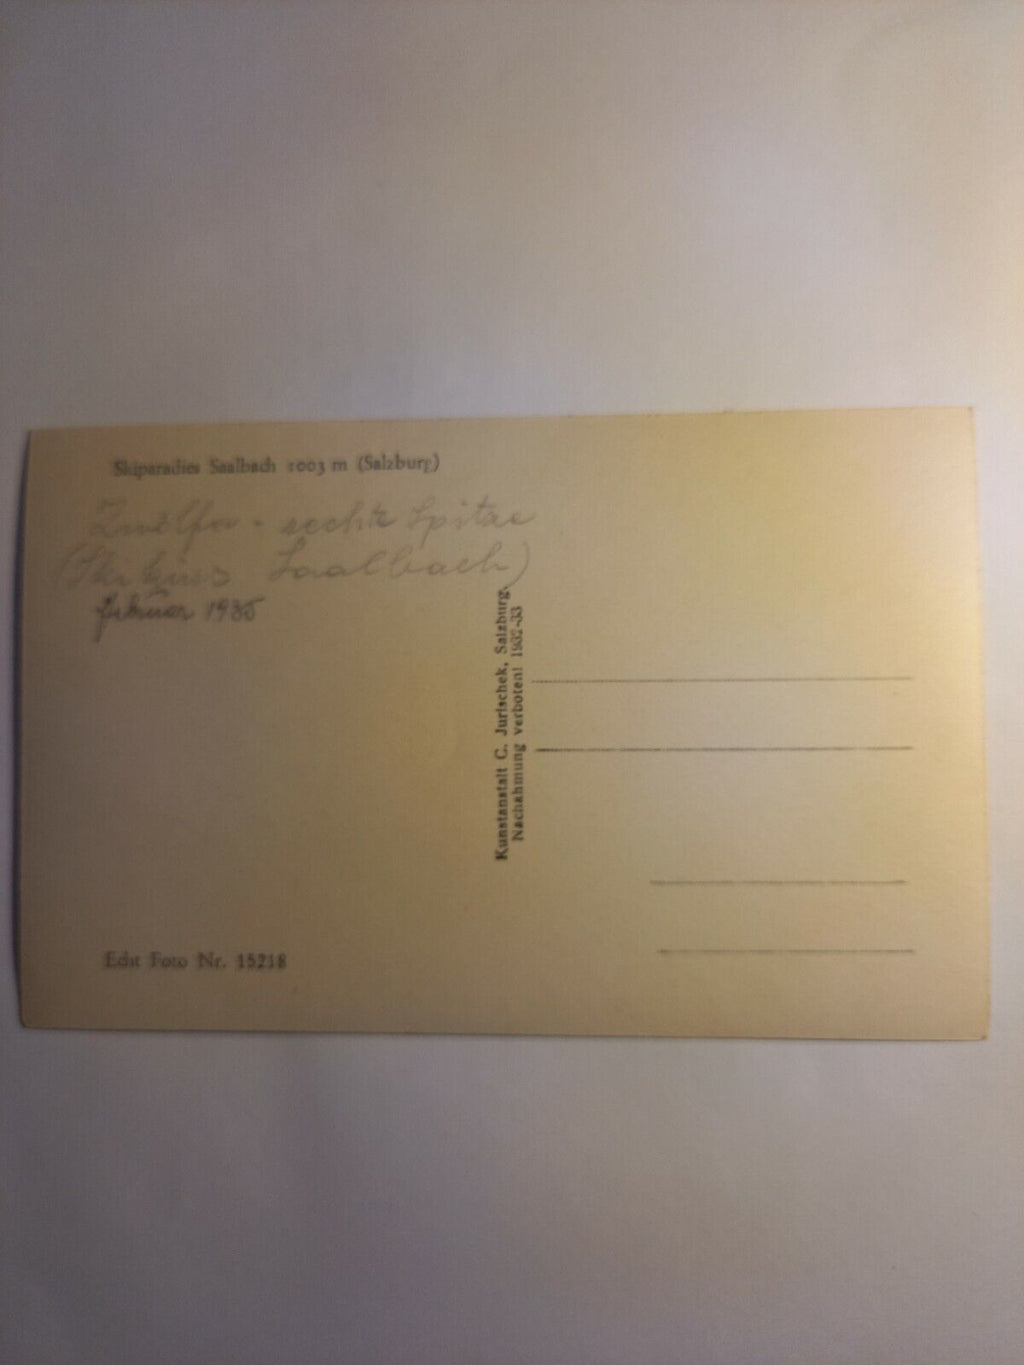 Skiparadies Saalbach 1003 m (Salzburg)
Zwölfer - rechte Spitze
(Skikurs Saalbach)
Februar 1935
Kunstanstalt C. Jurischek, Salzburg.
Nachahmung verboten! 1932-33
Echt Foto Nr. 15218